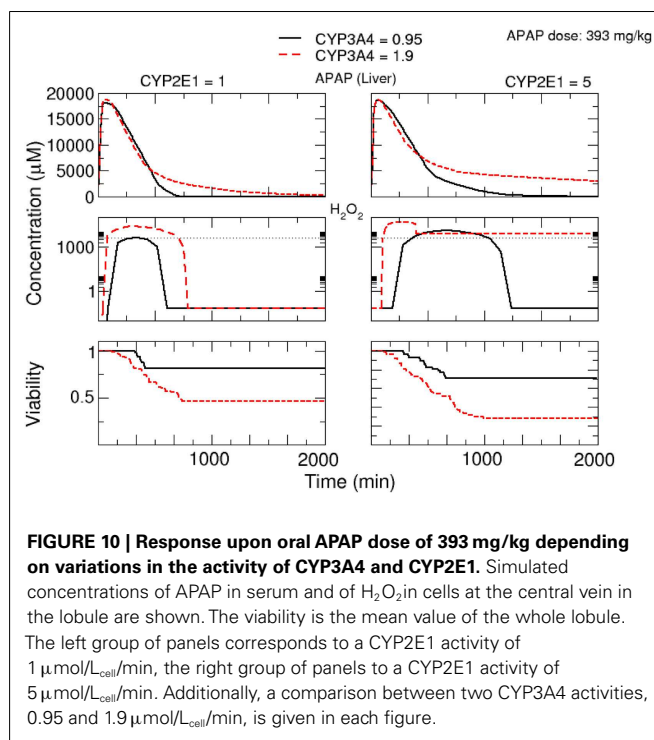 CYP3A4 = 0.95
CYP3A4 = 1.9
APAP dose: 393 mg/kg
CYP2E1 = 1
APAP (Liver)
CYP2E1 = 5
20000
15000
10000
5000
0
H₂O₂
1000
1
Concentration (μM)
1
0.5
Viability
1000
2000
1000
2000
Time (min)
FIGURE 10 | Response upon oral APAP dose of 393 mg/kg depending
on variations in the activity of CYP3A4 and CYP2E1. Simulated
concentrations of APAP in serum and of H₂O₂in cells at the central vein in
the lobule are shown. The viability is the mean value of the whole lobule.
The left group of panels corresponds to a CYP2E1 activity of
1 μmol/Lcell/min, the right group of panels to a CYP2E1 activity of
5 μmol/Lcell/min. Additionally, a comparison between two CYP3A4 activities,
0.95 and 1.9 μmol/Lcell/min, is given in each figure.